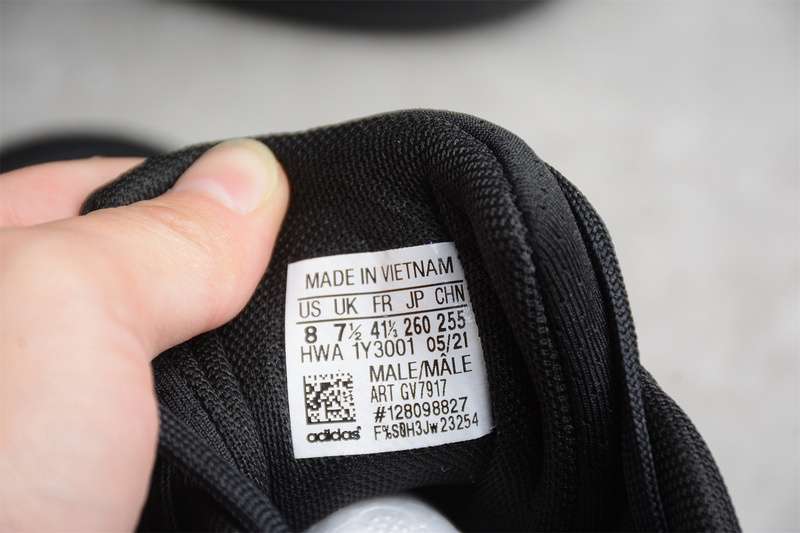 MADE IN VIETNAM
US UK FR JP CHN
8 7½ 41⅓ 260 255
HWA 1Y3001 05/21
MALE/MÂLE
ART GV7917
#128098827
adidas F%S0H3Jw23254